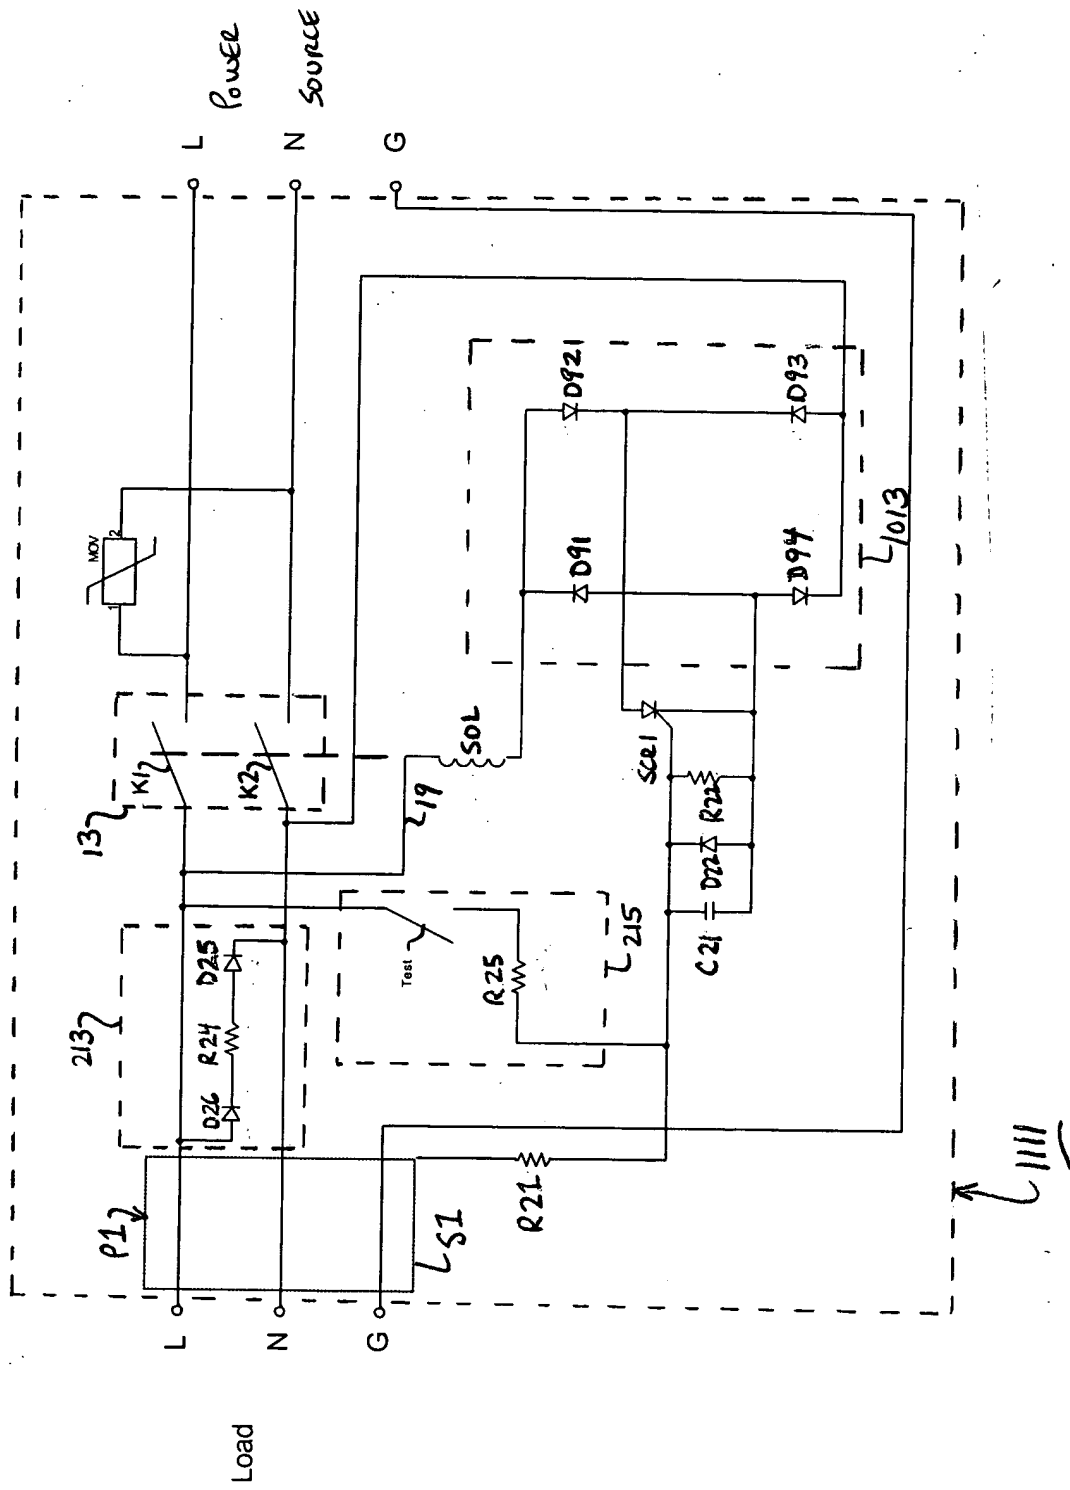 Load
L
N
G
P1
S1
213
D26
R24
D25
13
K1
K2
19
SOL
MOV
1
2
L
N
G
POWER
SOURCE
Test
R25
215
R21
C21
D22
R22
SCR1
D91
D921
D94
D93
1013
1111